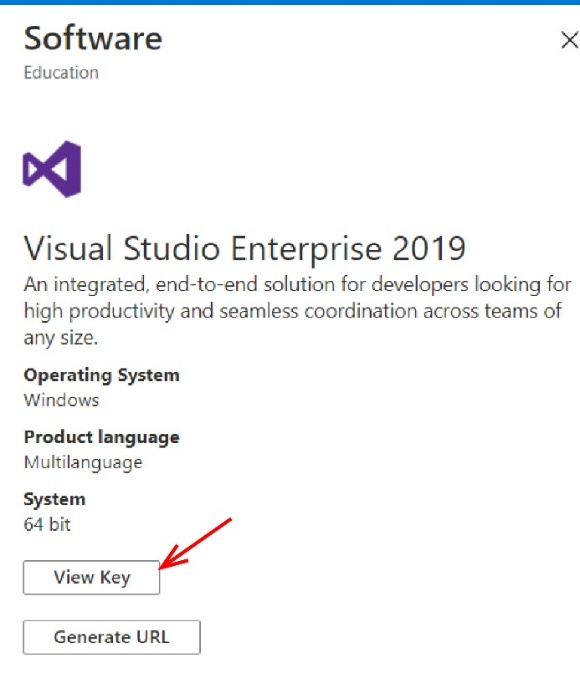 Software
Education
Visual Studio Enterprise 2019
An integrated, end-to-end solution for developers looking for
high productivity and seamless coordination across teams of
any size.
Operating System
Windows
Product language
Multilanguage
System
64 bit
View Key
Generate URL